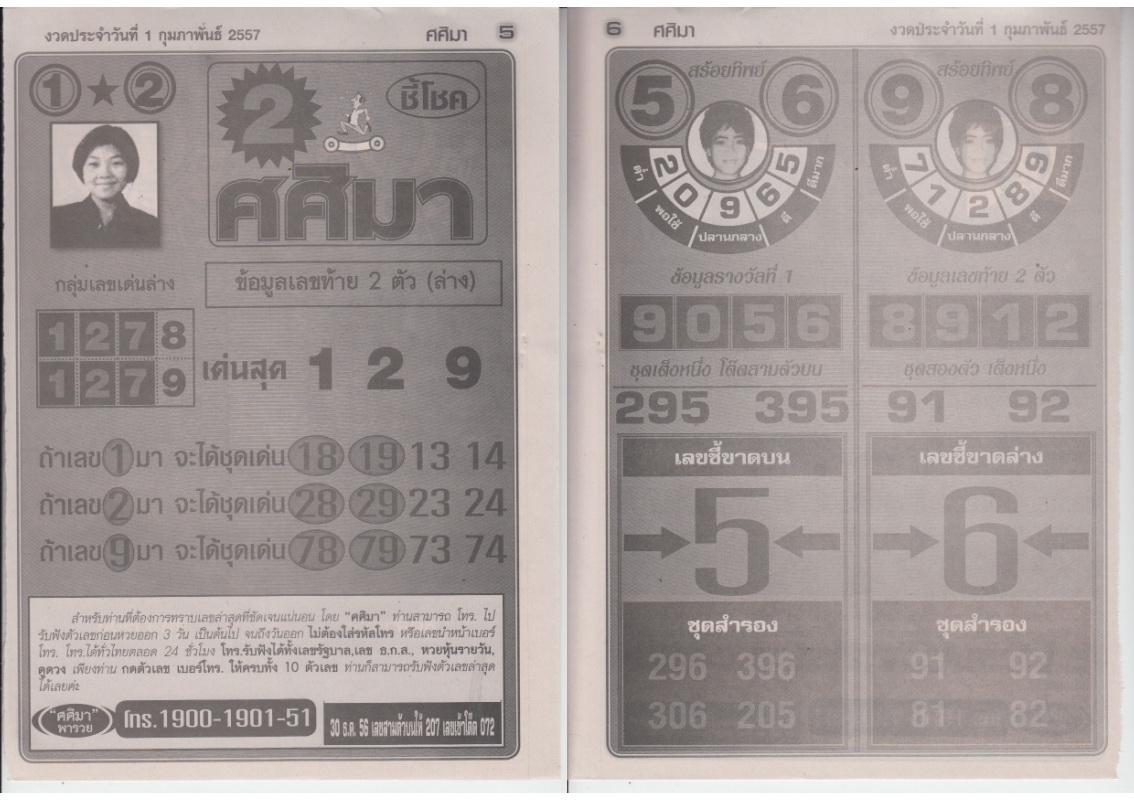 งวดประจำวันที่ 1 กุมภาพันธ์ 2557 ศศิมา 5
1 ★ 2
2 ชี้โชค
ศศิมา
กลุ่มเลขเด่นล่าง
ข้อมูลเลขท้าย 2 ตัว (ล่าง)
1 2 7 8
1 2 7 9
เด่นสุด 1 2 9
ถ้าเลข 1 มา จะได้ชุดเด่น 18 19 13 14
ถ้าเลข 2 มา จะได้ชุดเด่น 28 29 23 24
ถ้าเลข 9 มา จะได้ชุดเด่น 78 79 73 74
สำหรับท่านที่ต้องการทราบเลขล่าสุดที่ชัดเจนแน่นอน โดย "ศศิมา" ท่านสามารถ โทร. ไป
รับฟังตัวเลขก่อนหวยออก 3 วัน เป็นต้นไป จนถึงวันออก ไม่ต้องใส่รหัสโทร หรือเลขนำหน้าเบอร์
โทร. โทร.ได้ทั่วไทยตลอด 24 ชั่วโมง โทร.รับฟังได้ทั้งเลขรัฐบาล,เลข ธ.ก.ส., หวยหุ้นรายวัน,
ดูดวง เพียงท่าน กดตัวเลข เบอร์โทร. ให้ครบทั้ง 10 ตัวเลข ท่านก็สามารถรับฟังตัวเลขล่าสุด
ได้เลยค่ะ
"ศศิมา"
พารวย
โทร.1900-1901-51
30 ธ.ค. 56 เลขสามตัวบนให้ 207 เลขเข้าโต๊ด 072
6 ศศิมา งวดประจำวันที่ 1 กุมภาพันธ์ 2557
สร้อยทิพย์
5 6
2 0 9 6 5
ต่ำ พอใช้ ปลานกลาง ดี ดีมาก
ข้อมูลรางวัลที่ 1
9 0 5 6
ชุดเต็งหนึ่ง โต๊ดสามตัวบน
295 395
เลขชี้ขาดบน
5
ชุดสำรอง
296 396
306 205
สร้อยทิพย์
9 8
7 1 2 8 9
ต่ำ พอใช้ ปลานกลาง ดี ดีมาก
ข้อมูลเลขท้าย 2 ตัว
8 9 1 2
ชุดสองตัว เต็งหนึ่ง
91 92
เลขชี้ขาดล่าง
6
ชุดสำรอง
91 92
81 82